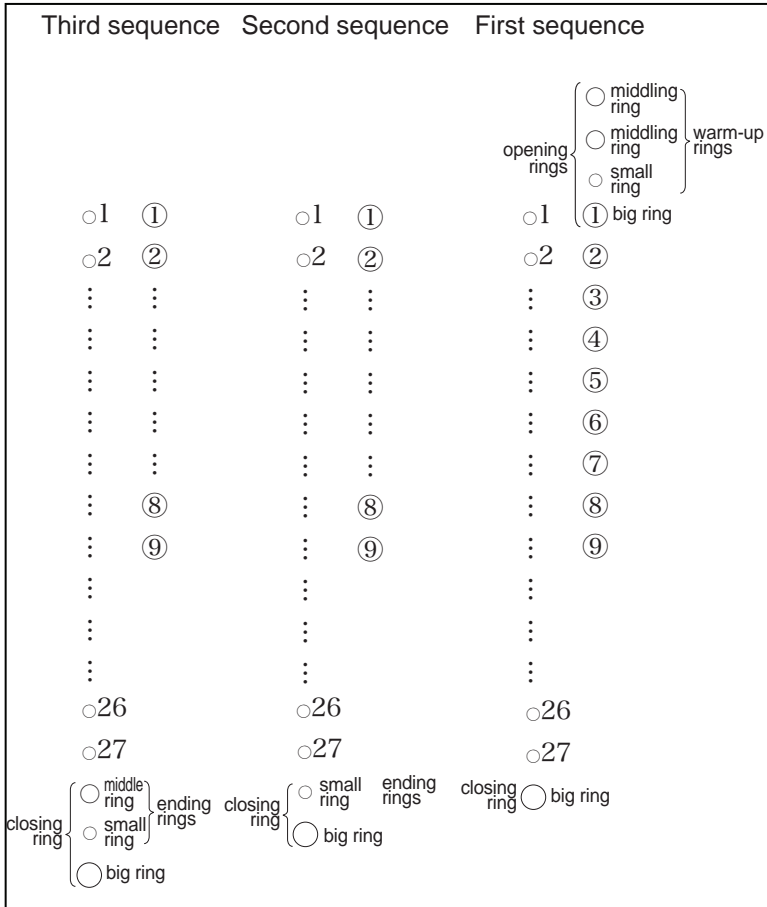 Third sequence Second sequence First sequence
opening rings
middling ring
middling ring
small ring
warm-up rings
1 ① 1 ① 1 ① big ring
2 ② 2 ② 2 ②
③
④
⑤
⑥
⑦
⑧ ⑧ ⑧
⑨ ⑨ ⑨
26 26 26
27 27 27
closing ring
middle ring
small ring
ending rings
big ring
closing ring
small ring
ending rings
big ring
closing ring
big ring